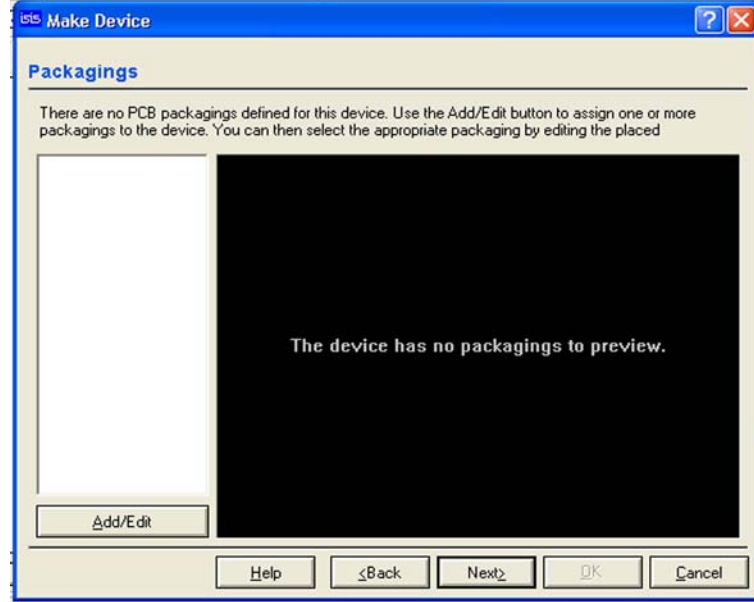 isis Make Device
Packagings
There are no PCB packagings defined for this device. Use the Add/Edit button to assign one or more
packagings to the device. You can then select the appropriate packaging by editing the placed
The device has no packagings to preview.
Add/Edit
Help <Back Next> OK Cancel